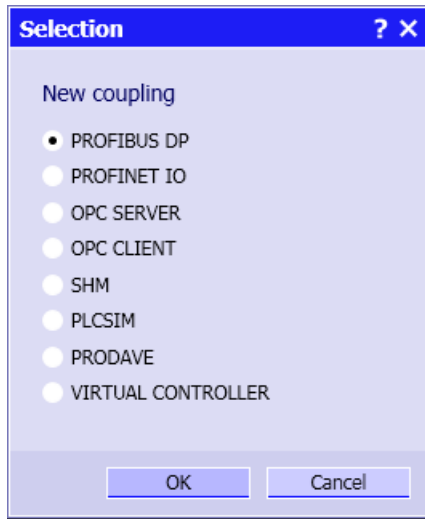 Selection ? ×
New coupling
PROFIBUS DP
PROFINET IO
OPC SERVER
OPC CLIENT
SHM
PLCSIM
PRODAVE
VIRTUAL CONTROLLER
OK Cancel